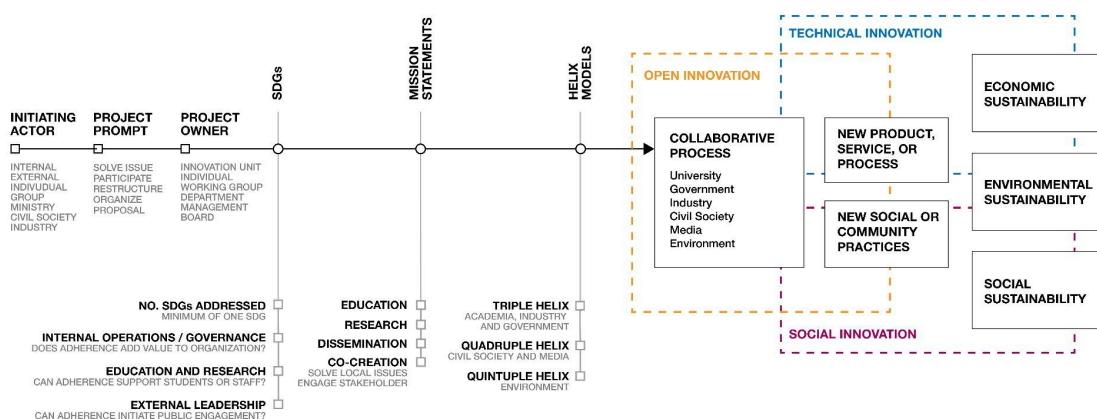 INITIATING
ACTOR
INTERNAL
EXTERNAL
INDIVUDUAL
GROUP
MINISTRY
CIVIL SOCIETY
INDUSTRY
PROJECT
PROMPT
SOLVE ISSUE
PARTICIPATE
RESTRUCTURE
ORGANIZE
PROPOSAL
PROJECT
OWNER
INNOVATION UNIT
INDIVIDUAL
WORKING GROUP
DEPARTMENT
MANAGEMENT
BOARD
SDGs
NO. SDGs ADDRESSED
MINIMUM OF ONE SDG
INTERNAL OPERATIONS / GOVERNANCE
DOES ADHERENCE ADD VALUE TO ORGANIZATION?
EDUCATION AND RESEARCH
CAN ADHERENCE SUPPORT STUDENTS OR STAFF?
EXTERNAL LEADERSHIP
CAN ADHERENCE INITIATE PUBLIC ENGAGEMENT?
MISSION
STATEMENTS
EDUCATION
RESEARCH
DISSEMINATION
CO-CREATION
SOLVE LOCAL ISSUES
ENGAGE STAKEHOLDER
HELIX
MODELS
TRIPLE HELIX
ACADEMIA, INDUSTRY
AND GOVERNMENT
QUADRUPLE HELIX
CIVIL SOCIETY AND MEDIA
QUINTUPLE HELIX
ENVIRONMENT
OPEN INNOVATION
COLLABORATIVE
PROCESS
University
Government
Industry
Civil Society
Media
Environment
TECHNICAL INNOVATION
NEW PRODUCT,
SERVICE, OR
PROCESS
NEW SOCIAL OR
COMMUNITY
PRACTICES
SOCIAL INNOVATION
ECONOMIC
SUSTAINABILITY
ENVIRONMENTAL
SUSTAINABILITY
SOCIAL
SUSTAINABILITY